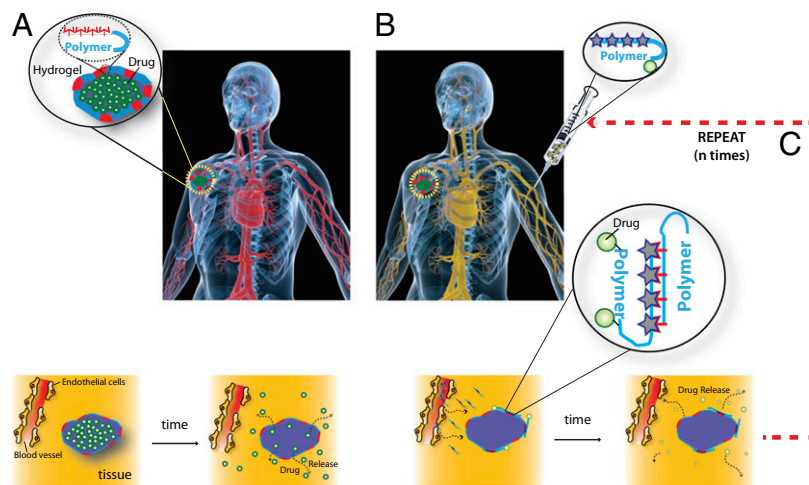 A
Polymer
Hydrogel
Drug
B
Polymer
REPEAT
(n times)
C
Drug
Polymer
Polymer
Endothelial cells
Blood vessel
tissue
time
Drug
Release
time
Drug Release